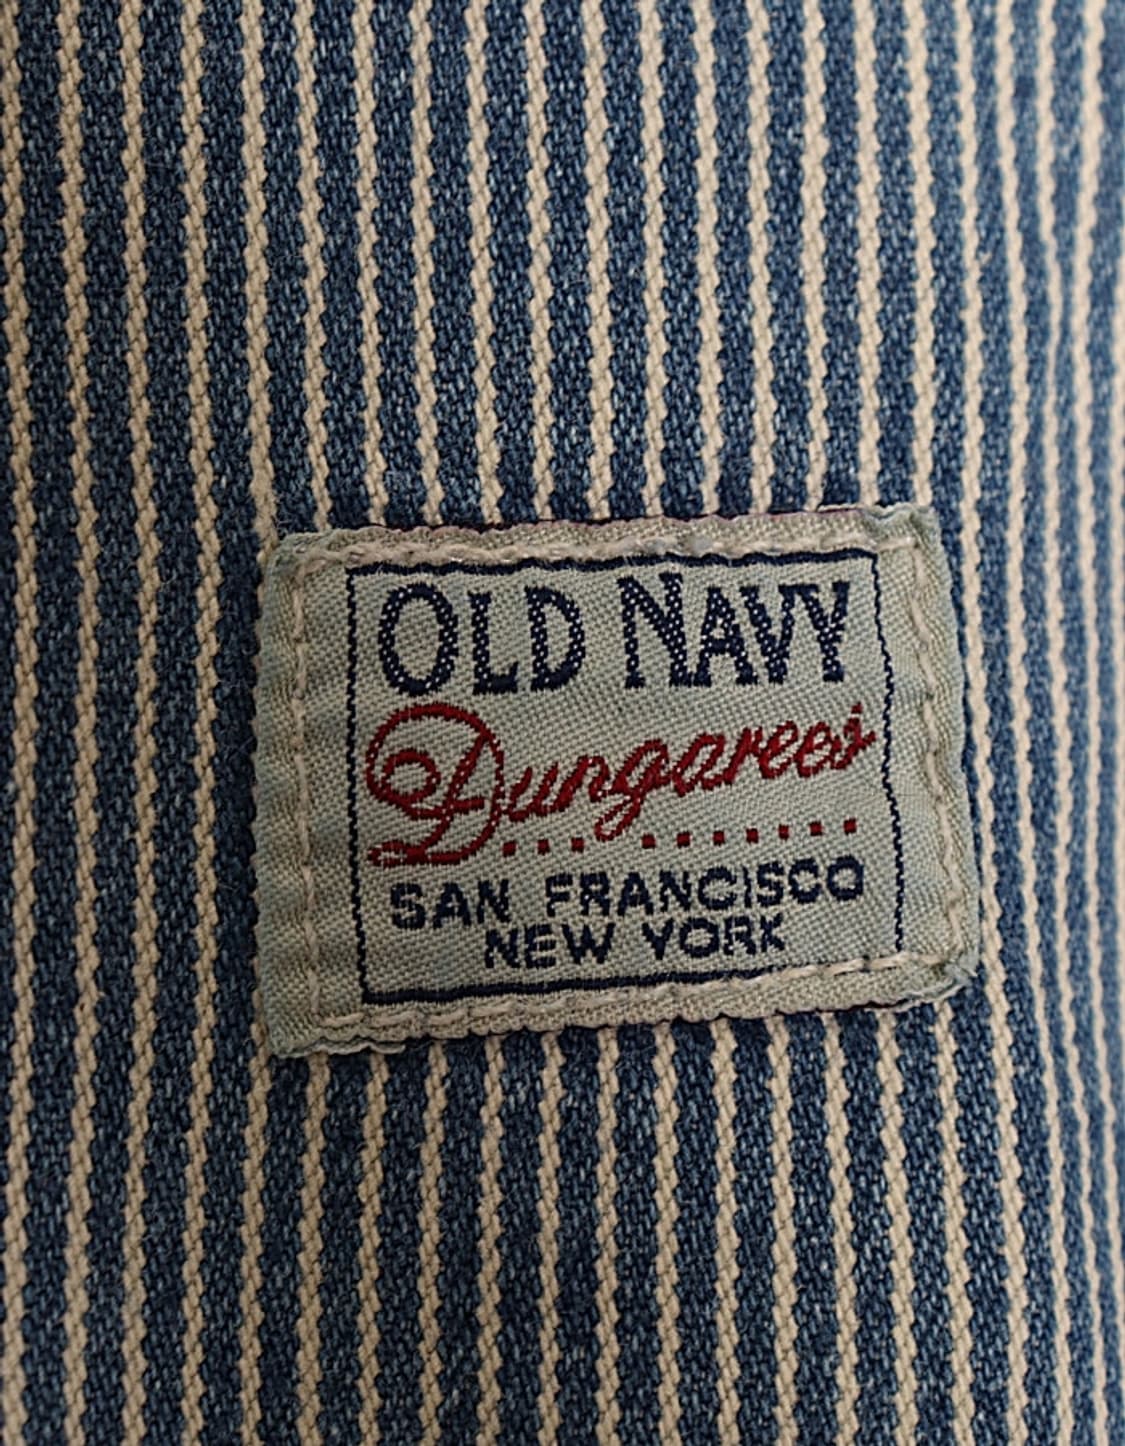 OLD NAVY
Dungarees
SAN FRANCISCO
NEW YORK